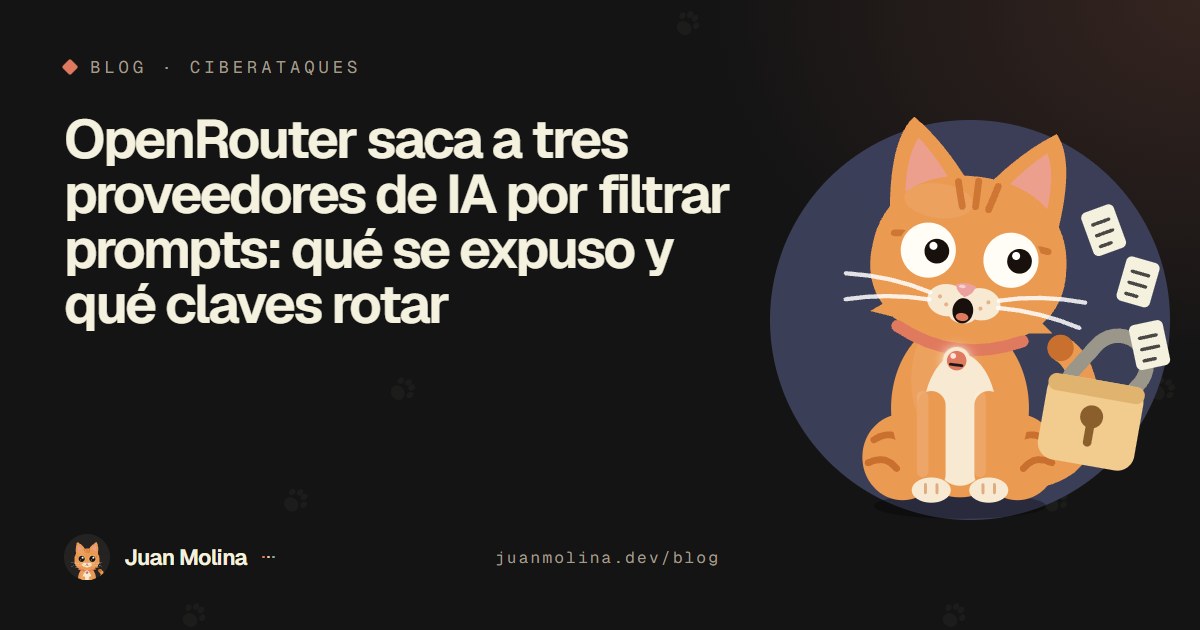 BLOG · CIBERATAQUES
OpenRouter saca a tres
proveedores de IA por filtrar
prompts: qué se expuso y
qué claves rotar
Juan Molina
juanmolina.dev/blog